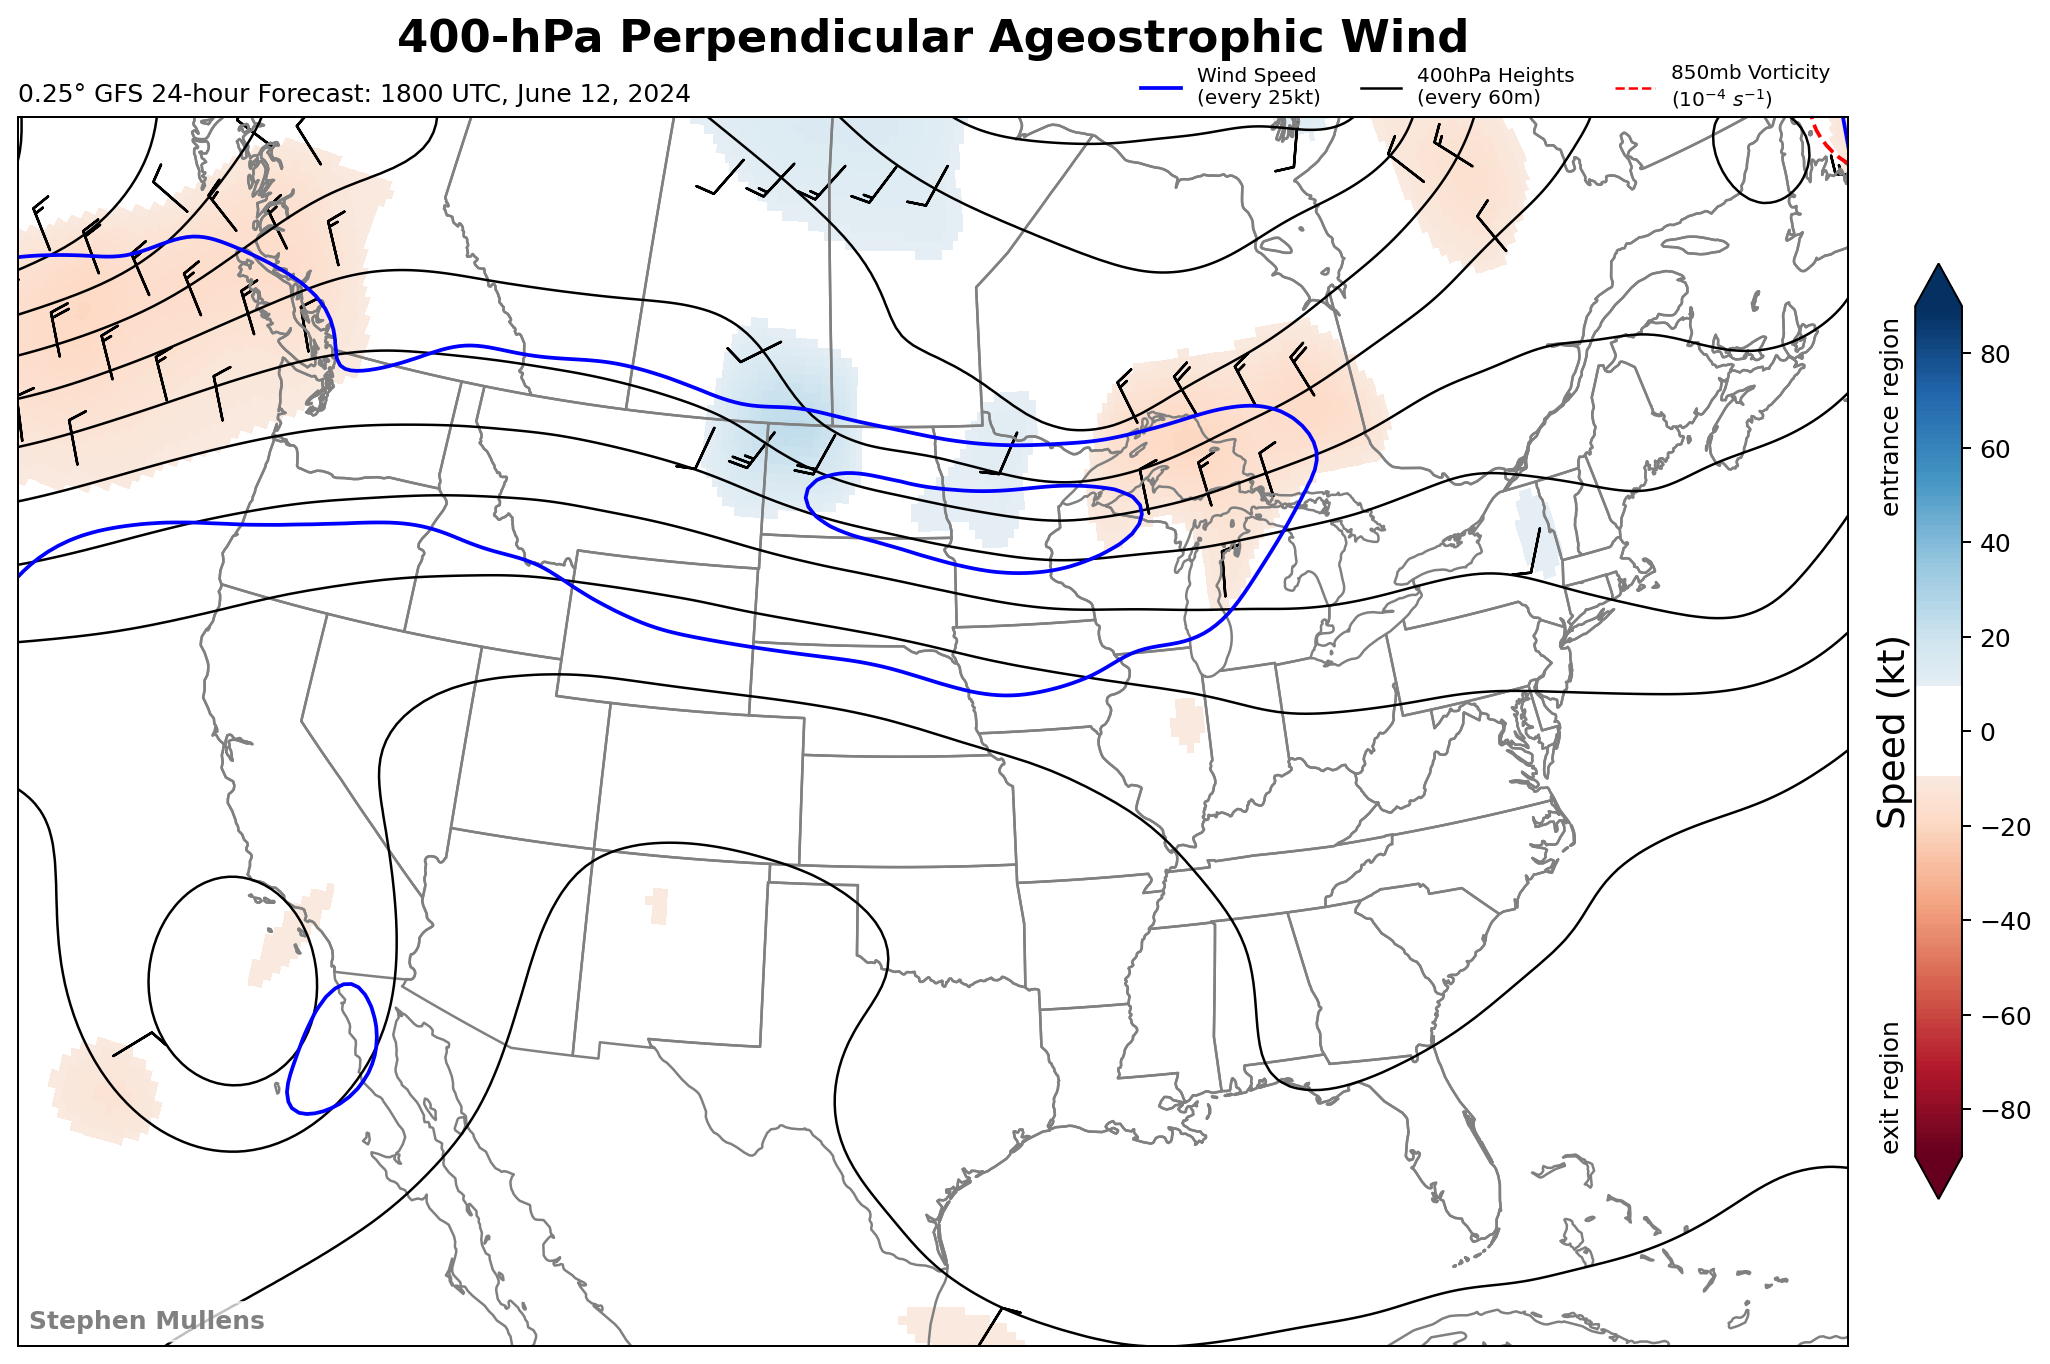 400-hPa Perpendicular Ageostrophic Wind
0.25° GFS 24-hour Forecast: 1800 UTC, June 12, 2024
Wind Speed
(every 25kt)
400hPa Heights
(every 60m)
850mb Vorticity
(10⁻⁴ s⁻¹)
entrance region
Speed (kt)
exit region
80
60
40
20
0
−20
−40
−60
−80
Stephen Mullens